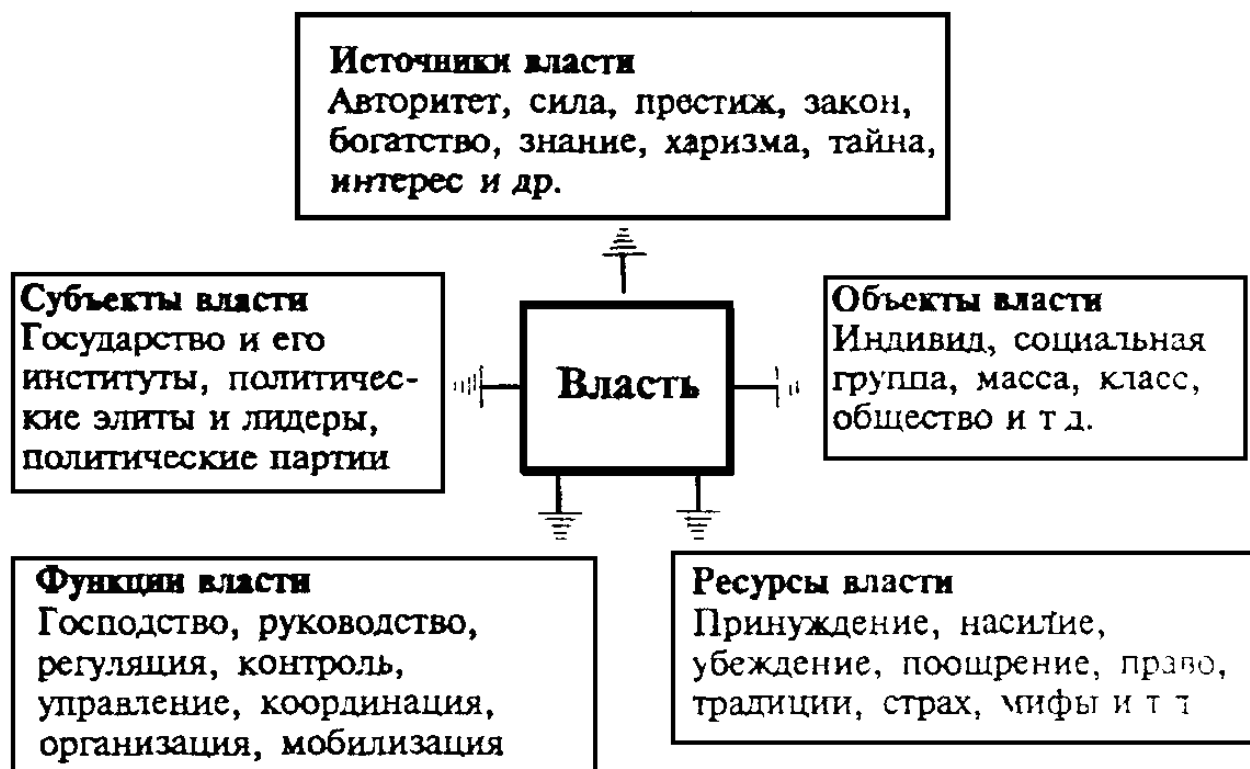 Источники власти
Авторитет, сила, престиж, закон,
богатство, знание, харизма, тайна,
интерес и др.
Субъекты власти
Государство и его
институты, политичес-
кие элиты и лидеры,
политические партии
Власть
Объекты власти
Индивид, социальная
группа, масса, класс,
общество и т д.
Функции власти
Господство, руководство,
регуляция, контроль,
управление, координация,
организация, мобилизация
Ресурсы власти
Принуждение, насилие,
убеждение, поощрение, право,
традиции, страх, мифы и т д